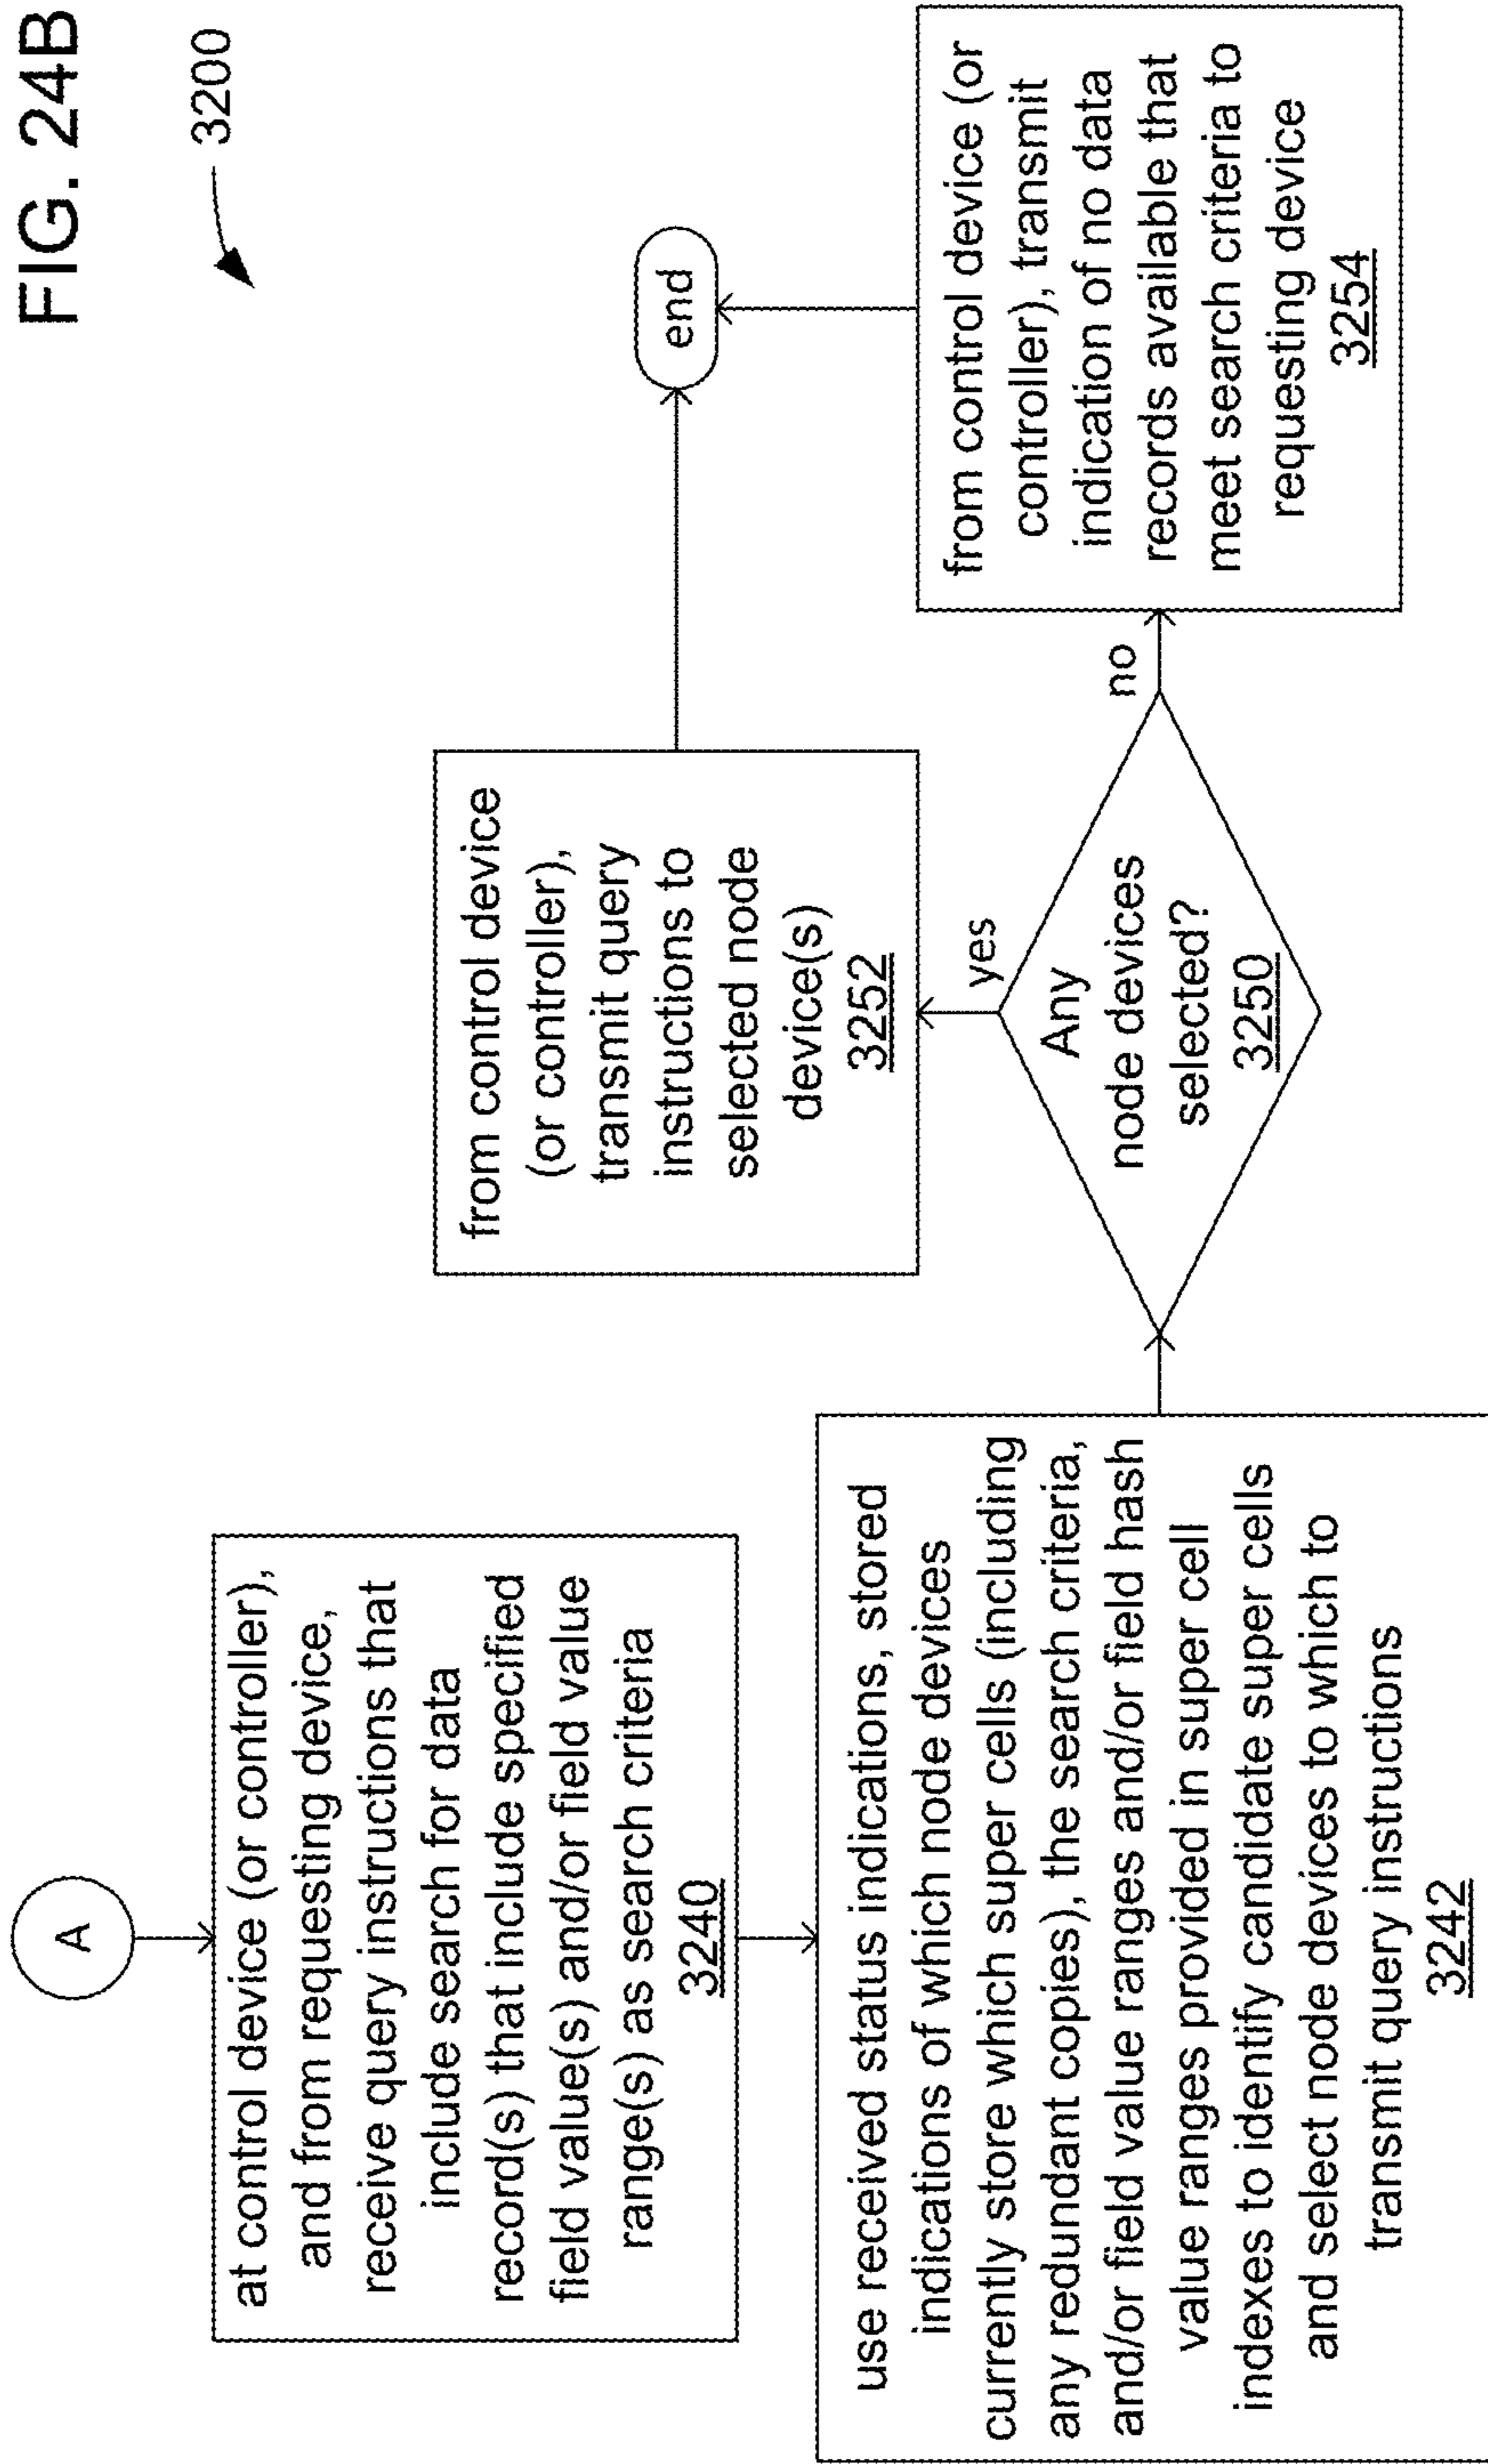 FIG. 24B
3200
A
at control device (or controller),
and from requesting device,
receive query instructions that
include search for data
record(s) that include specified
field value(s) and/or field value
range(s) as search criteria
3240
use received status indications, stored
indications of which node devices
currently store which super cells (including
any redundant copies), the search criteria,
and/or field value ranges and/or field hash
value ranges provided in super cell
indexes to identify candidate super cells
and select node devices to which to
transmit query instructions
3242
Any
node devices
selected?
3250
yes
no
from control device
(or controller),
transmit query
instructions to
selected node
device(s)
3252
from control device (or
controller), transmit
indication of no data
records available that
meet search criteria to
requesting device
3254
end